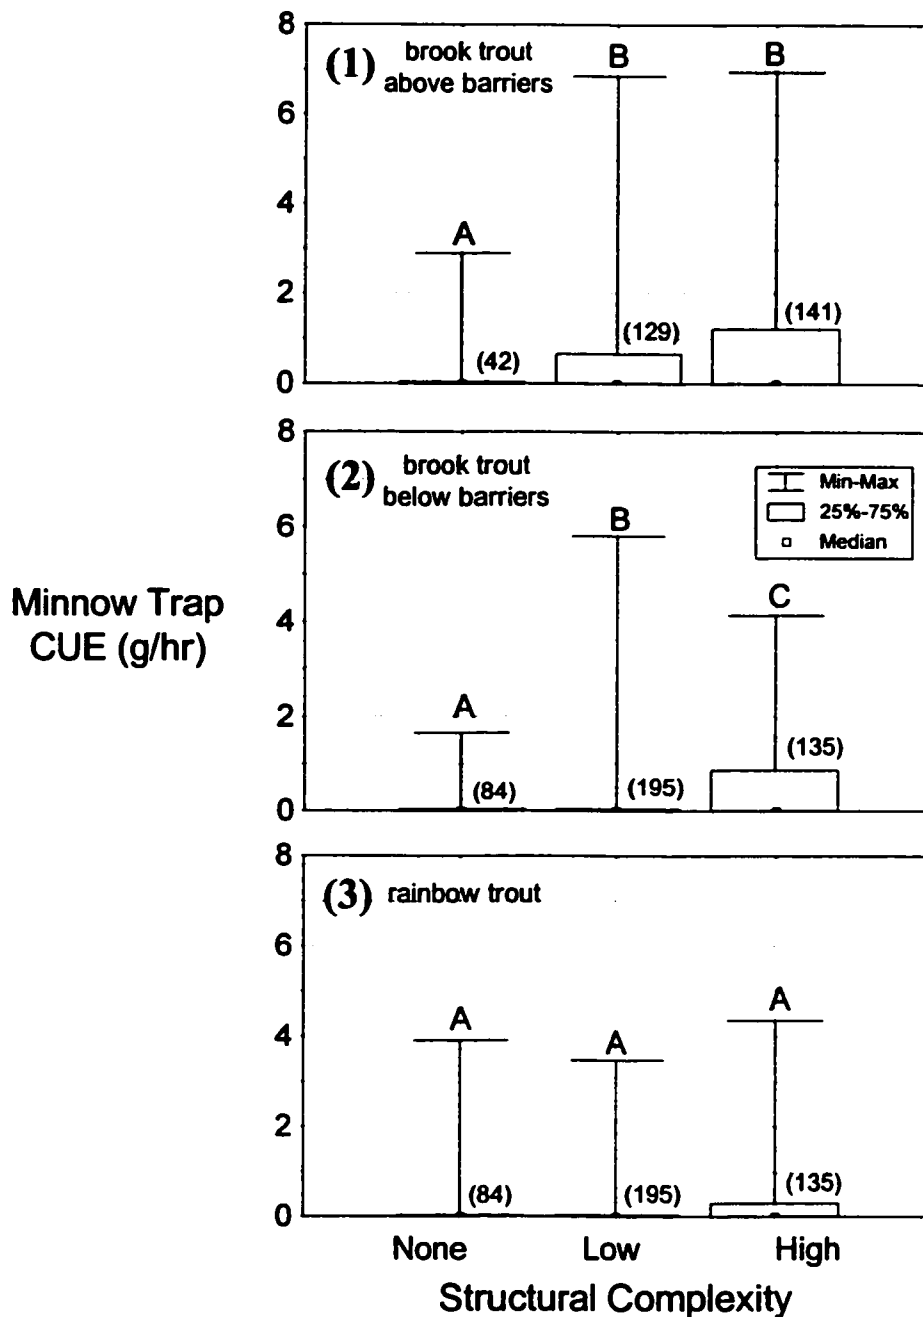 8
6
4
2
0
(1) brook trout
above barriers
A
B
B
(42)
(129)
(141)
8
6
4
2
0
(2) brook trout
below barriers
Min-Max
25%-75%
Median
A
B
C
(84)
(195)
(135)
Minnow Trap
CUE (g/hr)
8
6
4
2
0
(3) rainbow trout
A
A
A
(84)
(195)
(135)
None Low High
Structural Complexity